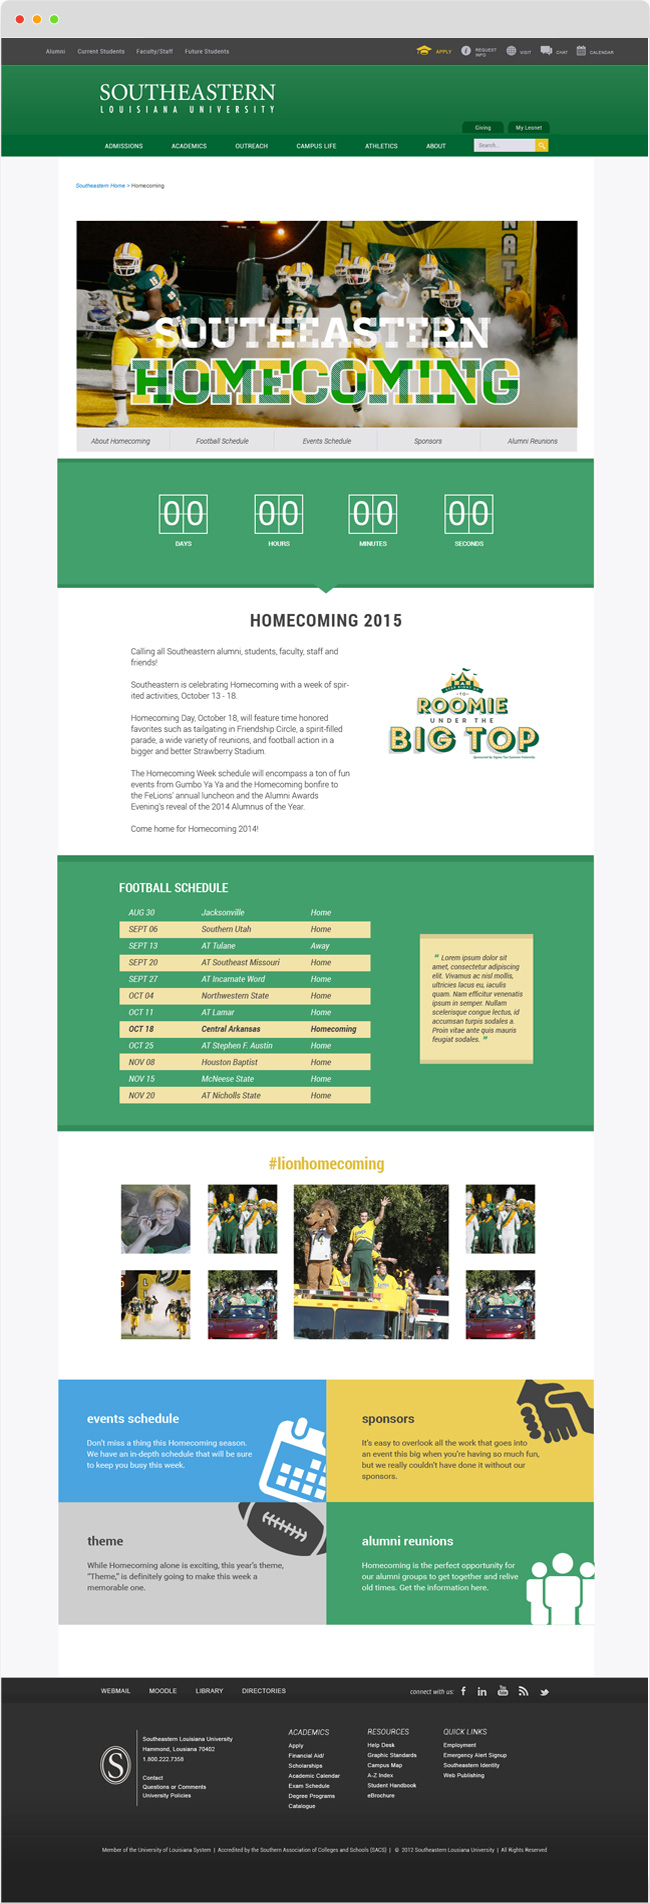 Alumni Current Students Faculty/Staff Future Students
APPLY REQUEST INFO VISIT CHAT CALENDAR
SOUTHEASTERN
LOUISIANA UNIVERSITY
Giving My Leonet
ADMISSIONS ACADEMICS OUTREACH CAMPUS LIFE ATHLETICS ABOUT Search...
Southeastern Home > Homecoming
SOUTHEASTERN
HOMECOMING
About Homecoming Football Schedule Events Schedule Sponsors Alumni Reunions
00 00 00 00
DAYS HOURS MINUTES SECONDS
HOMECOMING 2015
Calling all Southeastern alumni, students, faculty, staff and
friends!
Southeastern is celebrating Homecoming with a week of spir-
ited activities, October 13 - 18.
Homecoming Day, October 18, will feature time honored
favorites such as tailgating in Friendship Circle, a spirit-filled
parade, a wide variety of reunions, and football action in a
bigger and better Strawberry Stadium.
The Homecoming Week schedule will encompass a ton of fun
events from Gumbo Ya Ya and the Homecoming bonfire to
the FeLions' annual luncheon and the Alumni Awards
Evening's reveal of the 2014 Alumnus of the Year.
Come home for Homecoming 2014!
TO
ROOMIE
UNDER THE
BIG TOP
FOOTBALL SCHEDULE
AUG 30 Jacksonville Home
SEPT 06 Southern Utah Home
SEPT 13 AT Tulane Away
SEPT 20 AT Southeast Missouri Home
SEPT 27 AT Incarnate Word Home
OCT 04 Northwestern State Home
OCT 11 AT Lamar Home
OCT 18 Central Arkansas Homecoming
OCT 25 AT Stephen F. Austin Home
NOV 08 Houston Baptist Home
NOV 15 McNeese State Home
NOV 20 AT Nicholls State Home
" Lorem ipsum dolor sit
amet, consectetur adipiscing
elit. Vivamus ac nisl mollis,
ultricies lacus eu, iaculis
quam. Nam efficitur venenatis
ipsum in semper. Nullam
scelerisque congue lectus, id
accumsan turpis sodales a.
Proin vitae ante quis mauris
feugiat sodales. "
#lionhomecoming
events schedule
Don't miss a thing this Homecoming season.
We have an in-depth schedule that will be sure
to keep you busy this week.
sponsors
It's easy to overlook all the work that goes into
an event this big when you're having so much fun,
but we really couldn't have done it without our
sponsors.
theme
While Homecoming alone is exciting, this year's theme,
"Theme," is definitely going to make this week a
memorable one.
alumni reunions
Homecoming is the perfect opportunity for
our alumni groups to get together and relive
old times. Get the information here.
WEBMAIL MOODLE LIBRARY DIRECTORIES connect with us:
Southeastern Louisiana University
Hammond, Louisiana 70402
1.800.222.7358
Contact
Questions or Comments
University Policies
ACADEMICS
Apply
Financial Aid/
Scholarships
Academic Calendar
Exam Schedule
Degree Programs
Catalogue
RESOURCES
Help Desk
Graphic Standards
Campus Map
A-Z Index
Student Handbook
eBrochure
QUICK LINKS
Employment
Emergency Alert Signup
Southeastern Identity
Web Publishing
Member of the University of Louisiana System | Accredited by the Southern Association of Colleges and Schools (SACS) | © 2012 Southeastern Lousiana University | All Rights Reserved